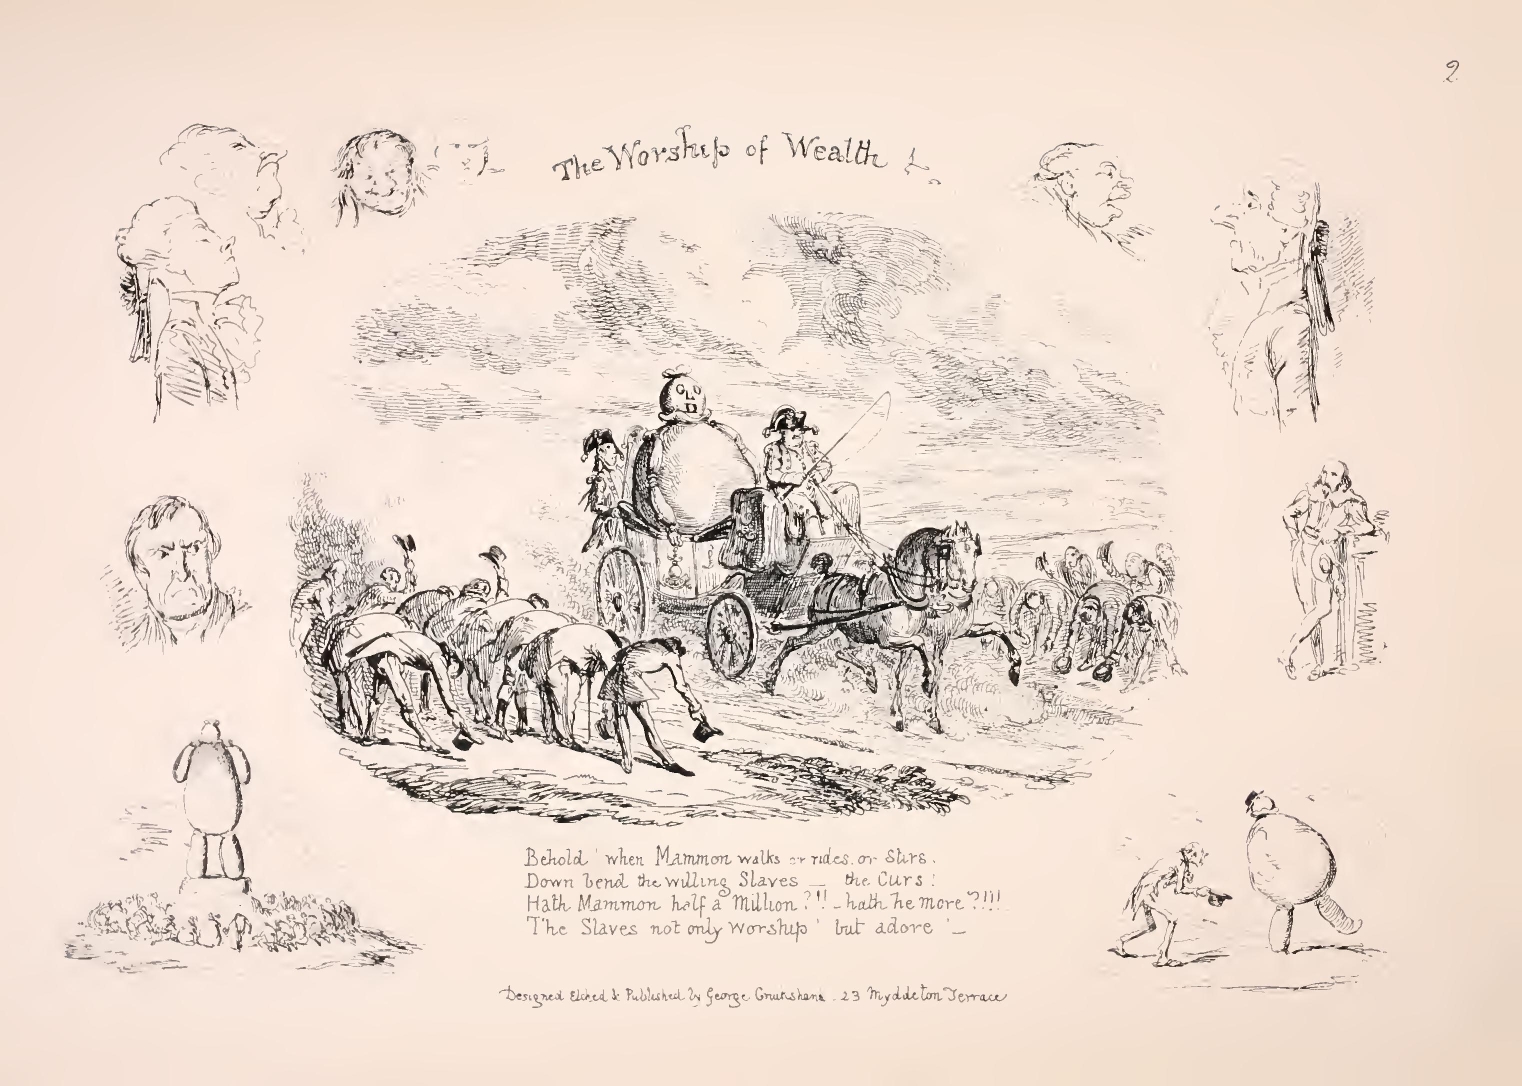 2
The Worship of Wealth !
GOLD
Behold ! when Mammon walks or rides, or Stirs,
Down bend the willing Slaves — the Curs !
Hath Mammon half a Million ?!! – hath he more ?!!!
The Slaves not only worship ! but adore ! –
Designed Etched & Published by George Cruikshank . 23 Myddelton Terrace